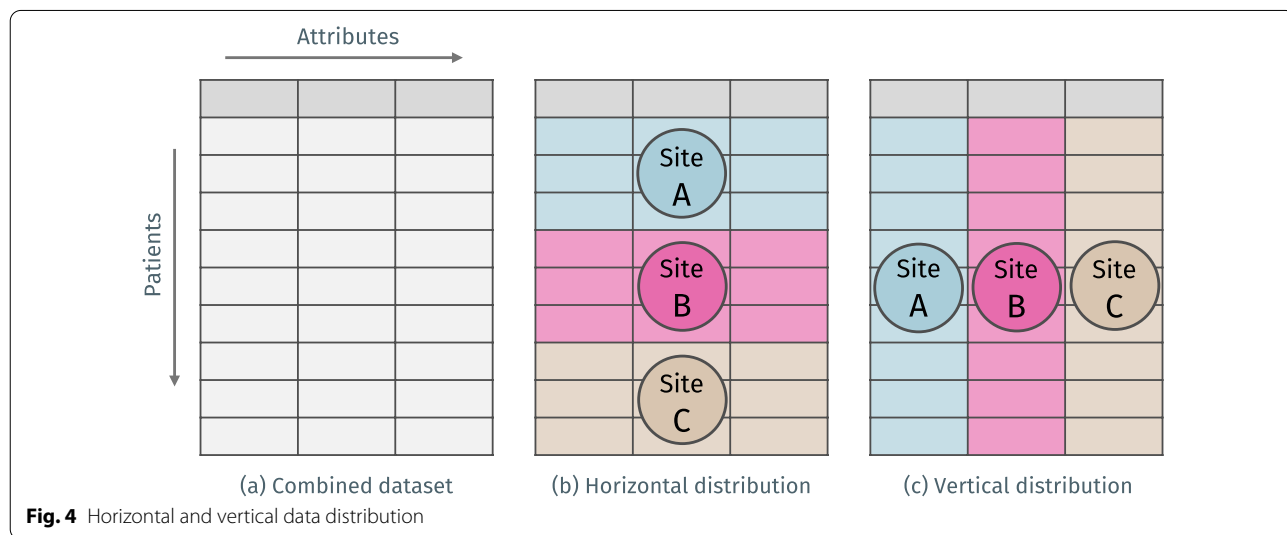 Attributes
Patients
Site
A
Site
B
Site
C
Site
A
Site
B
Site
C
(a) Combined dataset
(b) Horizontal distribution
(c) Vertical distribution
Fig. 4 Horizontal and vertical data distribution